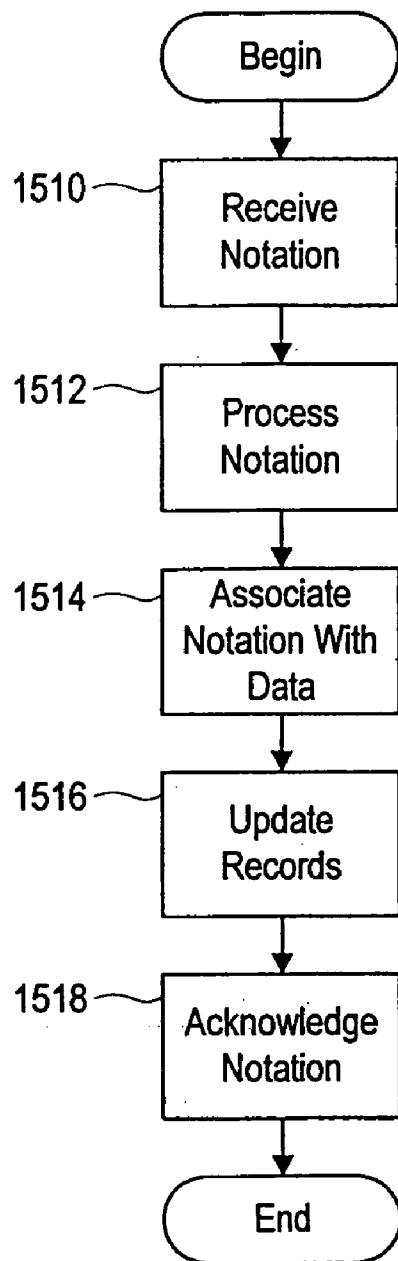 Begin
1510
Receive
Notation
1512
Process
Notation
1514
Associate
Notation With
Data
1516
Update
Records
1518
Acknowledge
Notation
End